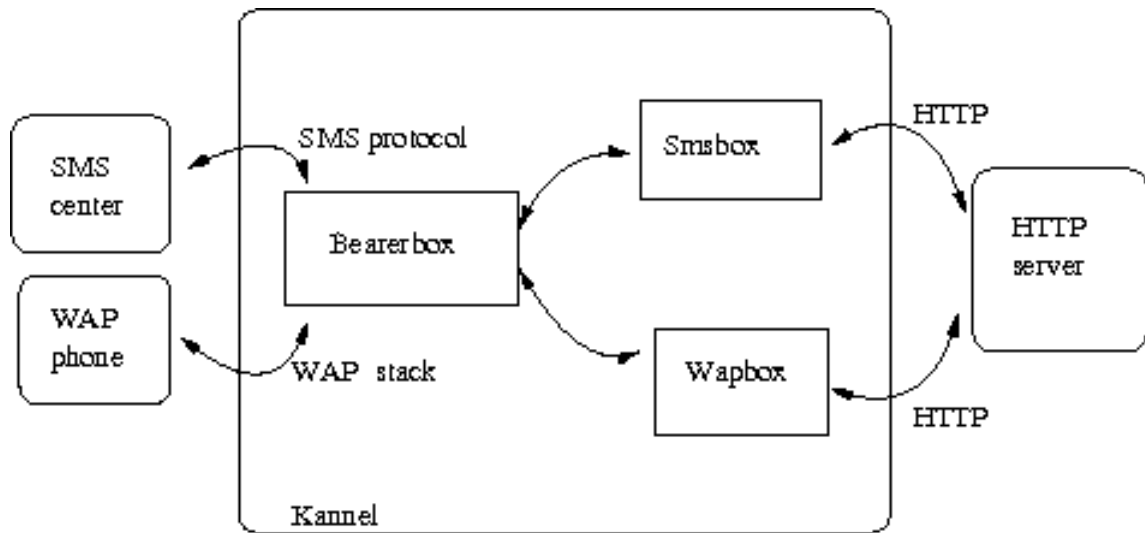 SMS
center
WAP
phone
SMS protocol
Bearerbox
WAP stack
Smsbox
Wapbox
HTTP
HTTP
HTTP
server
Kannel